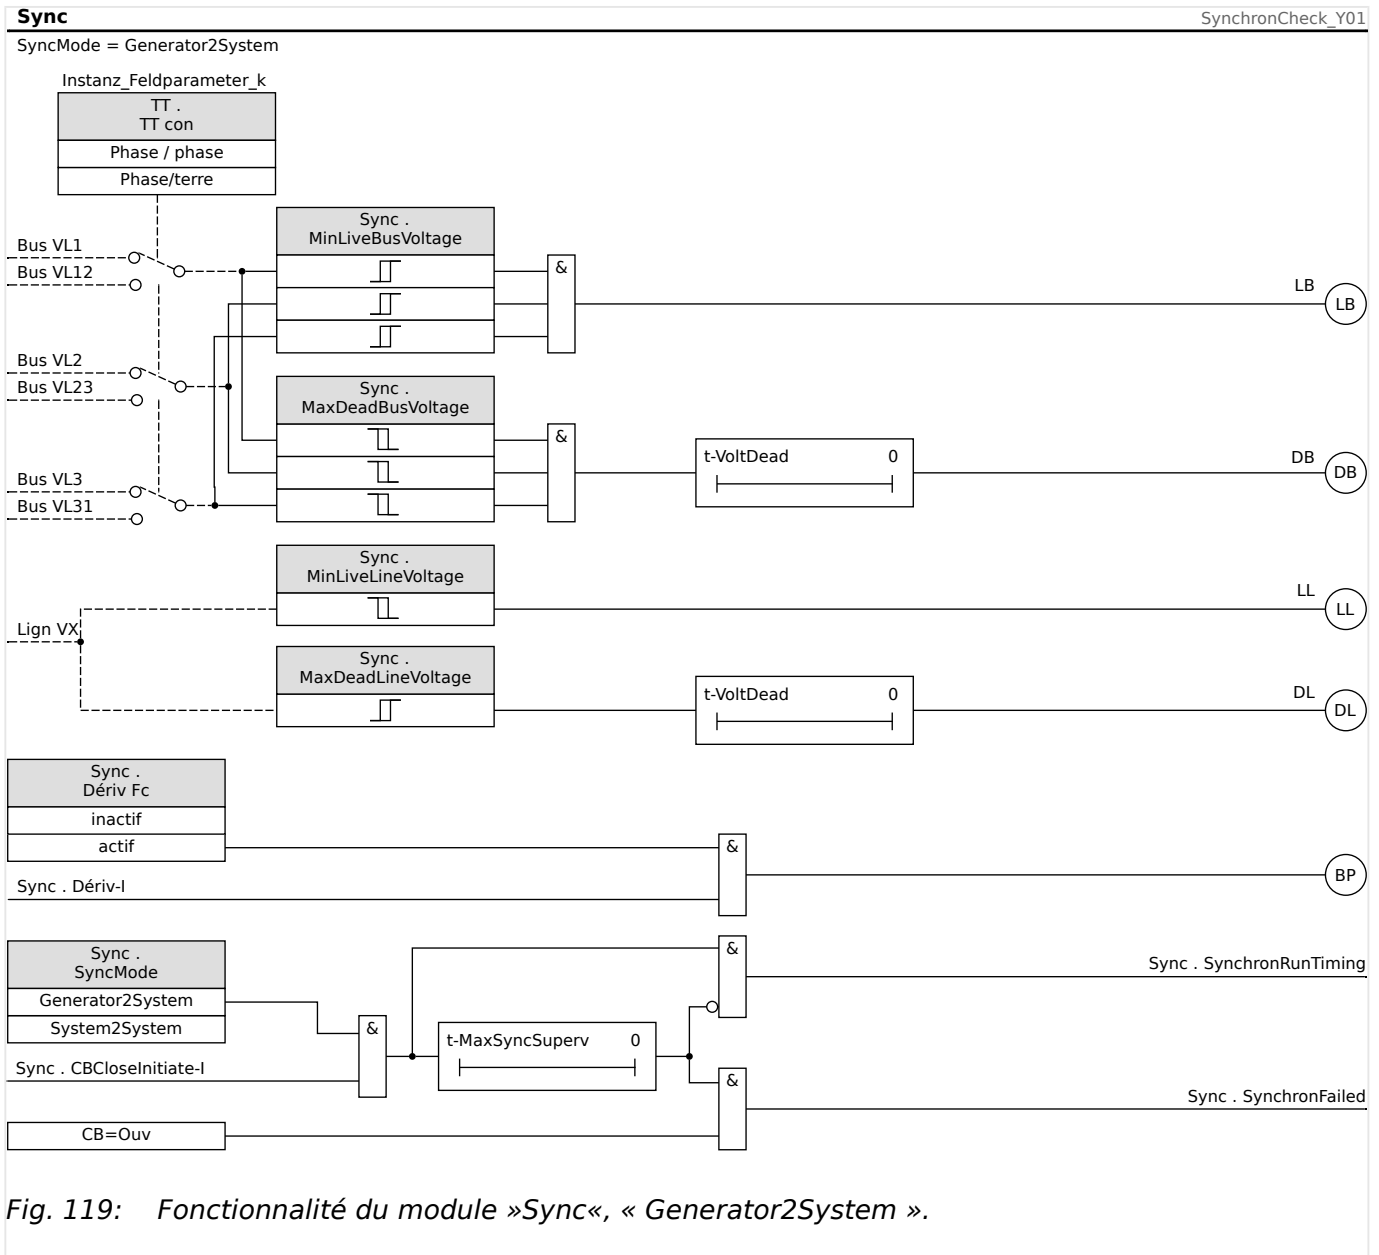 Sync
SynchronCheck_Y01
SyncMode = Generator2System
Instanz_Feldparameter_k
TT .
TT con
Phase / phase
Phase/terre
Sync .
MinLiveBusVoltage
Bus VL1
Bus VL12
&
LB
LB
Bus VL2
Bus VL23
Sync .
MaxDeadBusVoltage
&
t-VoltDead 0
DB
DB
Bus VL3
Bus VL31
Sync .
MinLiveLineVoltage
LL
LL
Lign VX
Sync .
MaxDeadLineVoltage
t-VoltDead 0
DL
DL
Sync .
Dériv Fc
inactif
actif
&
BP
Sync . Dériv-I
Sync .
SyncMode
Generator2System
System2System
&
Sync . SynchronRunTiming
&
t-MaxSyncSuperv 0
Sync . CBCloseInitiate-I
&
Sync . SynchronFailed
CB=Ouv
Fig. 119: Fonctionnalité du module »Sync«, « Generator2System ».